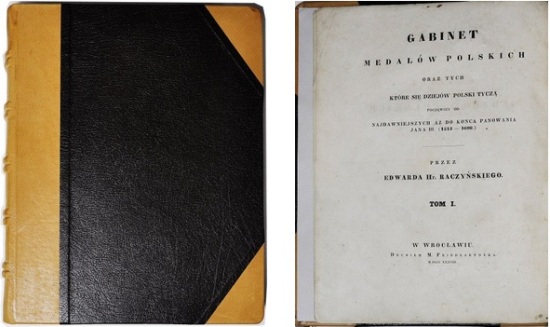 GABINET
MEDALÓW POLSKICH
ORAZ TYCH
KTÓRE SIĘ DZIEJÓW POLSKI TYCZĄ
POCZĄWSZY OD
NAJDAWNIEJSZYCH AŻ DO KOŃCA PANOWANIA
JANA III. (1513 — 1696.)
PRZEZ
EDWARDA Hr. RACZYŃSKIEGO.
TOM I.
W WROCŁAWIU.
M. FRIEDLAENDERA